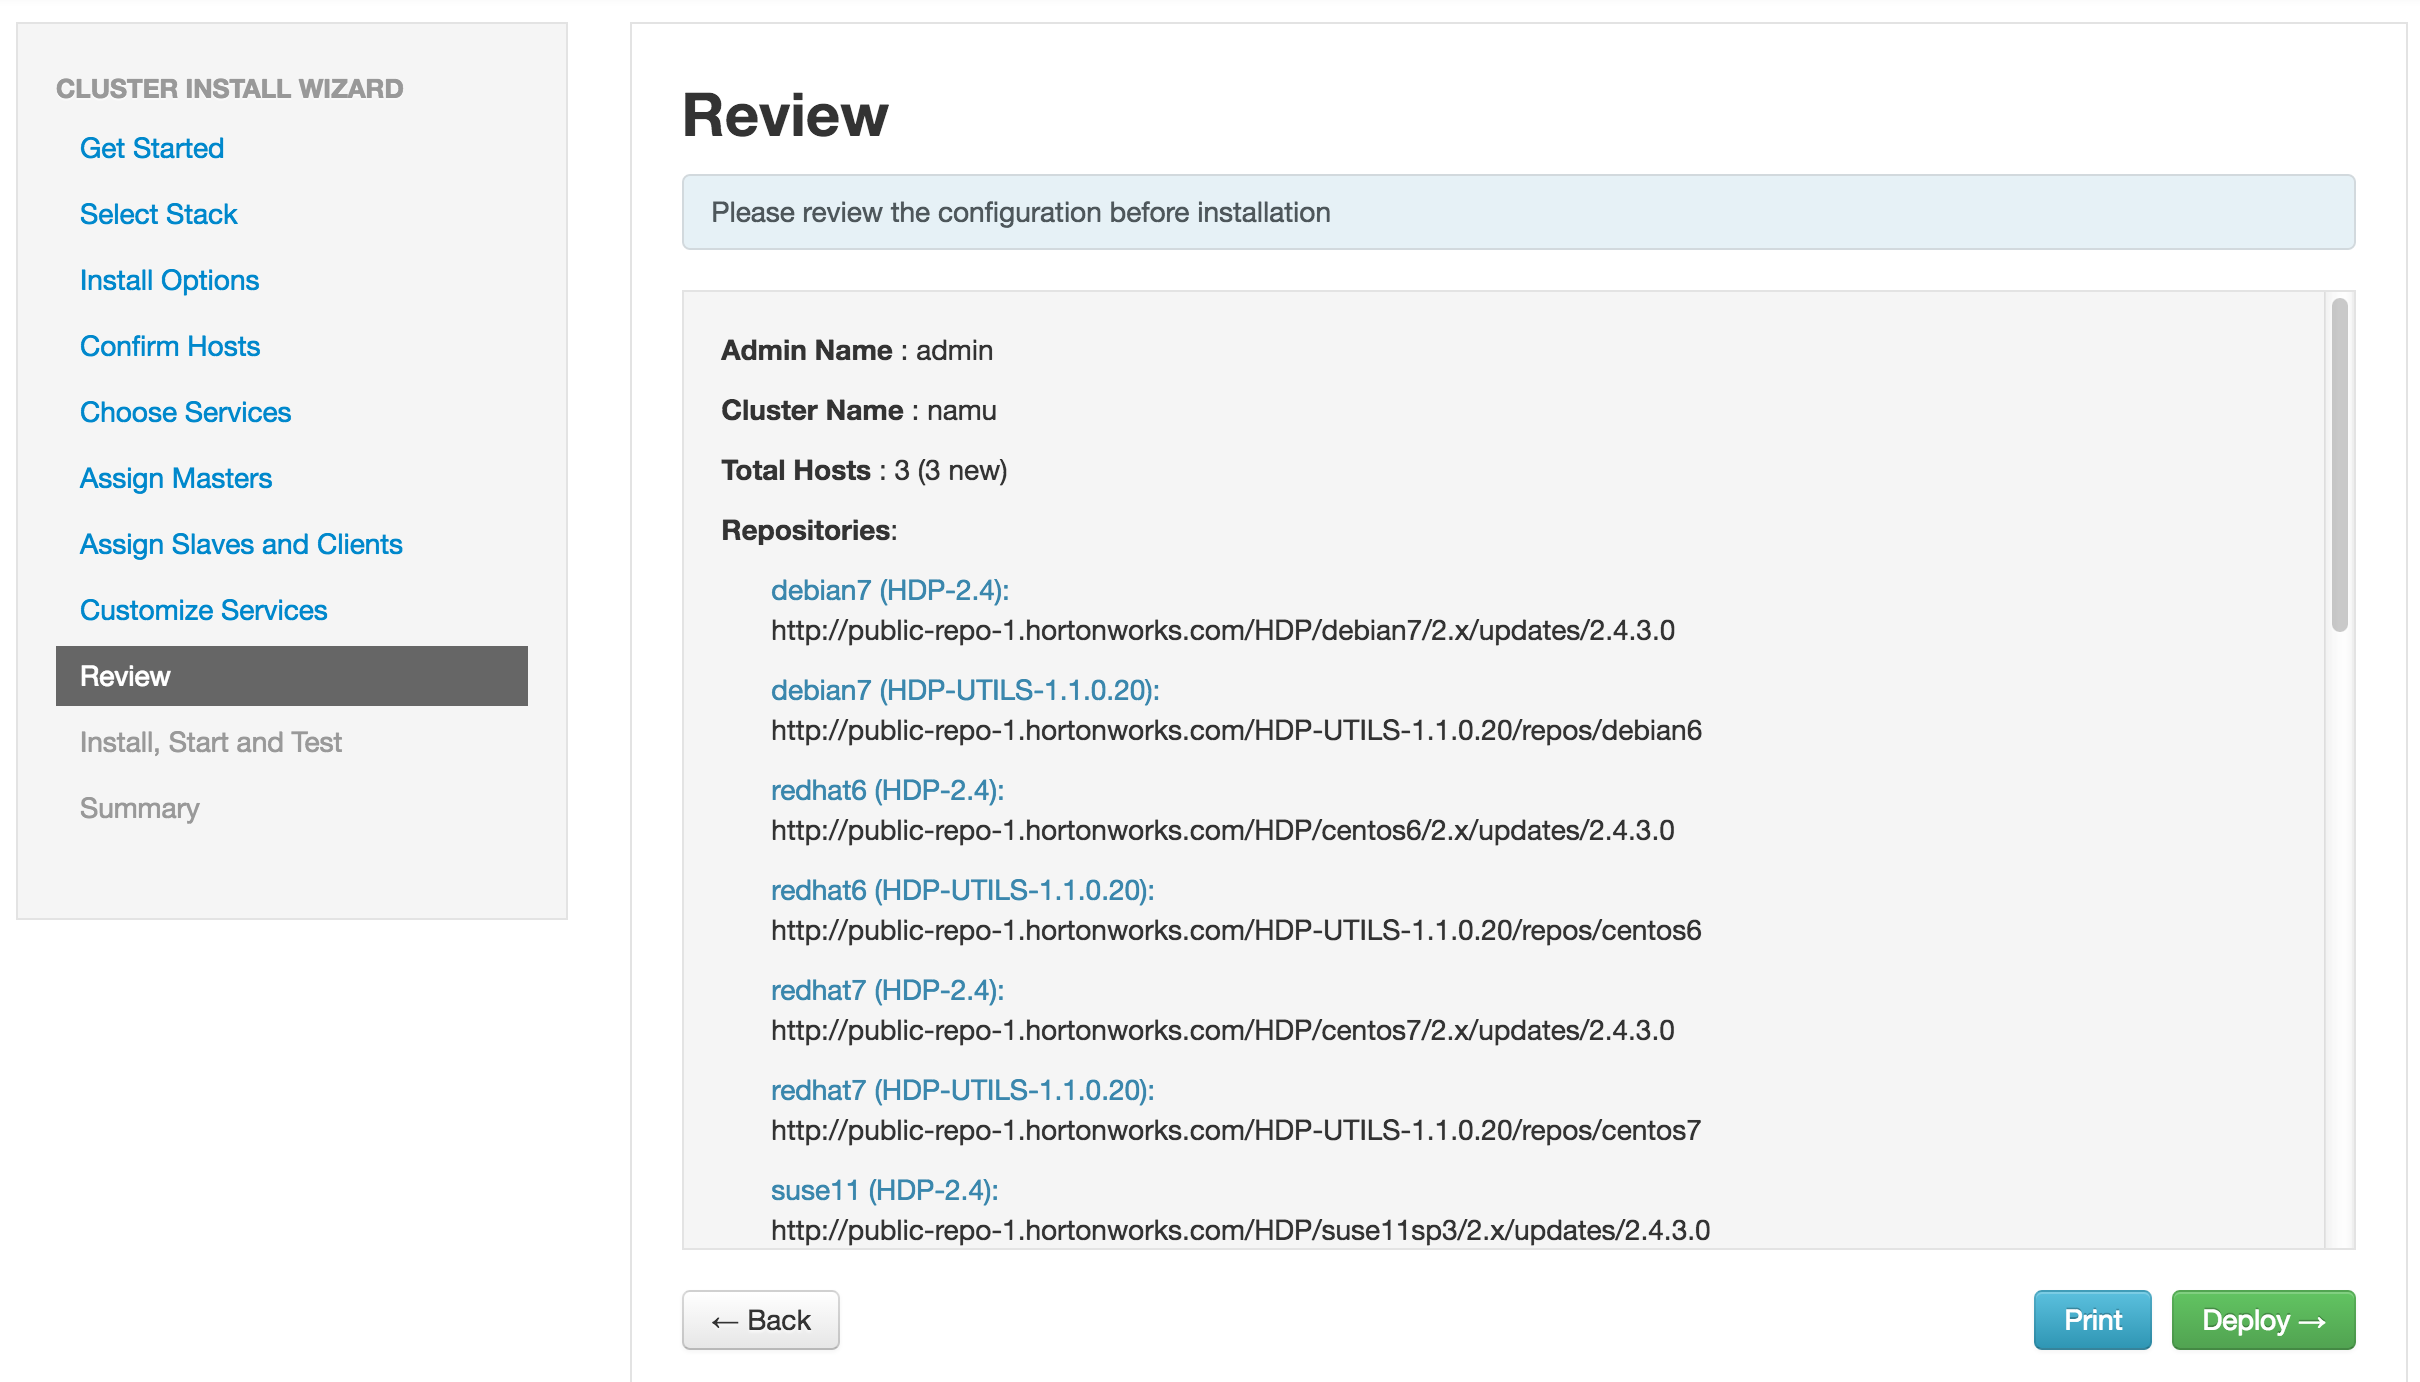 CLUSTER INSTALL WIZARD
Get Started
Select Stack
Install Options
Confirm Hosts
Choose Services
Assign Masters
Assign Slaves and Clients
Customize Services
Review
Install, Start and Test
Summary
Review
Please review the configuration before installation
Admin Name : admin
Cluster Name : namu
Total Hosts : 3 (3 new)
Repositories:
debian7 (HDP-2.4):
http://public-repo-1.hortonworks.com/HDP/debian7/2.x/updates/2.4.3.0
debian7 (HDP-UTILS-1.1.0.20):
http://public-repo-1.hortonworks.com/HDP-UTILS-1.1.0.20/repos/debian6
redhat6 (HDP-2.4):
http://public-repo-1.hortonworks.com/HDP/centos6/2.x/updates/2.4.3.0
redhat6 (HDP-UTILS-1.1.0.20):
http://public-repo-1.hortonworks.com/HDP-UTILS-1.1.0.20/repos/centos6
redhat7 (HDP-2.4):
http://public-repo-1.hortonworks.com/HDP/centos7/2.x/updates/2.4.3.0
redhat7 (HDP-UTILS-1.1.0.20):
http://public-repo-1.hortonworks.com/HDP-UTILS-1.1.0.20/repos/centos7
suse11 (HDP-2.4):
http://public-repo-1.hortonworks.com/HDP/suse11sp3/2.x/updates/2.4.3.0
← Back
Print
Deploy →